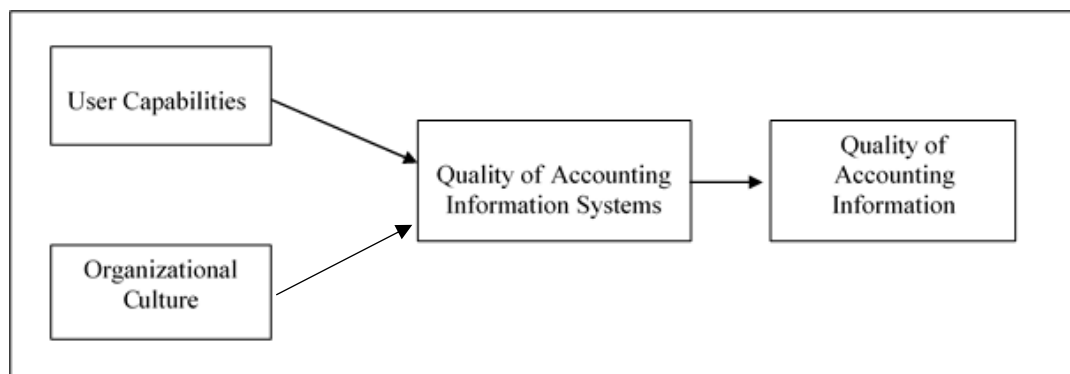 User Capabilities
Organizational
Culture
Quality of Accounting
Information Systems
Quality of
Accounting
Information